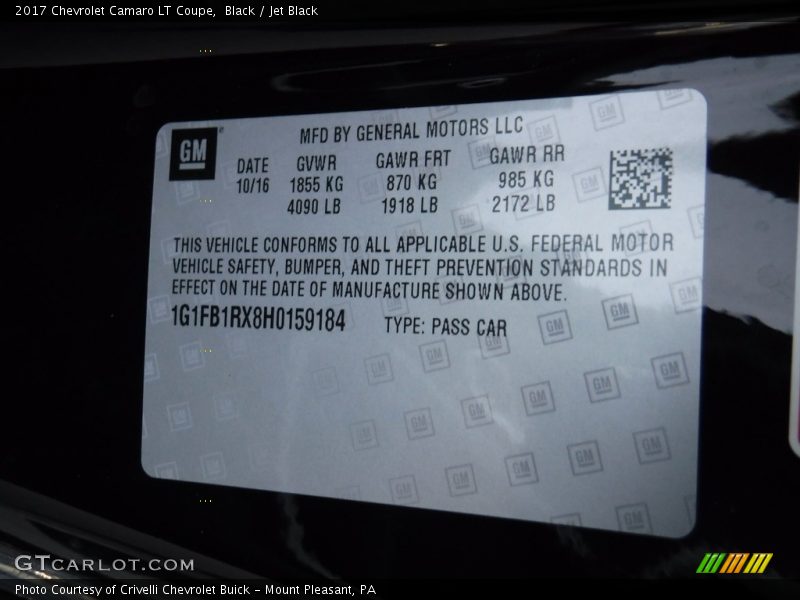 2017 Chevrolet Camaro LT Coupe, Black / Jet Black
GM
MFD BY GENERAL MOTORS LLC
DATE GVWR GAWR FRT GAWR RR
10/16 1855 KG 870 KG 985 KG
4090 LB 1918 LB 2172 LB
THIS VEHICLE CONFORMS TO ALL APPLICABLE U.S. FEDERAL MOTOR
VEHICLE SAFETY, BUMPER, AND THEFT PREVENTION STANDARDS IN
EFFECT ON THE DATE OF MANUFACTURE SHOWN ABOVE.
1G1FB1RX8H0159184 TYPE: PASS CAR
GTCARLOT.COM
Photo Courtesy of Crivelli Chevrolet Buick - Mount Pleasant, PA